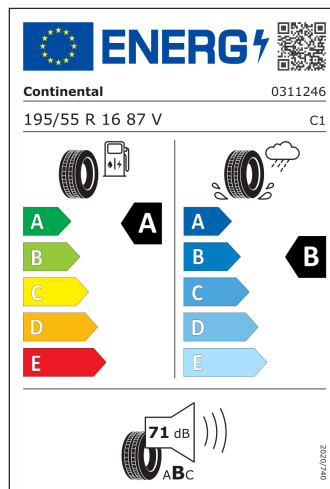 ENERG
Continental 0311246
195/55 R 16 87 V C1
A A A
B B B
C C
D D
E E
71 dB
ABC
2020/740